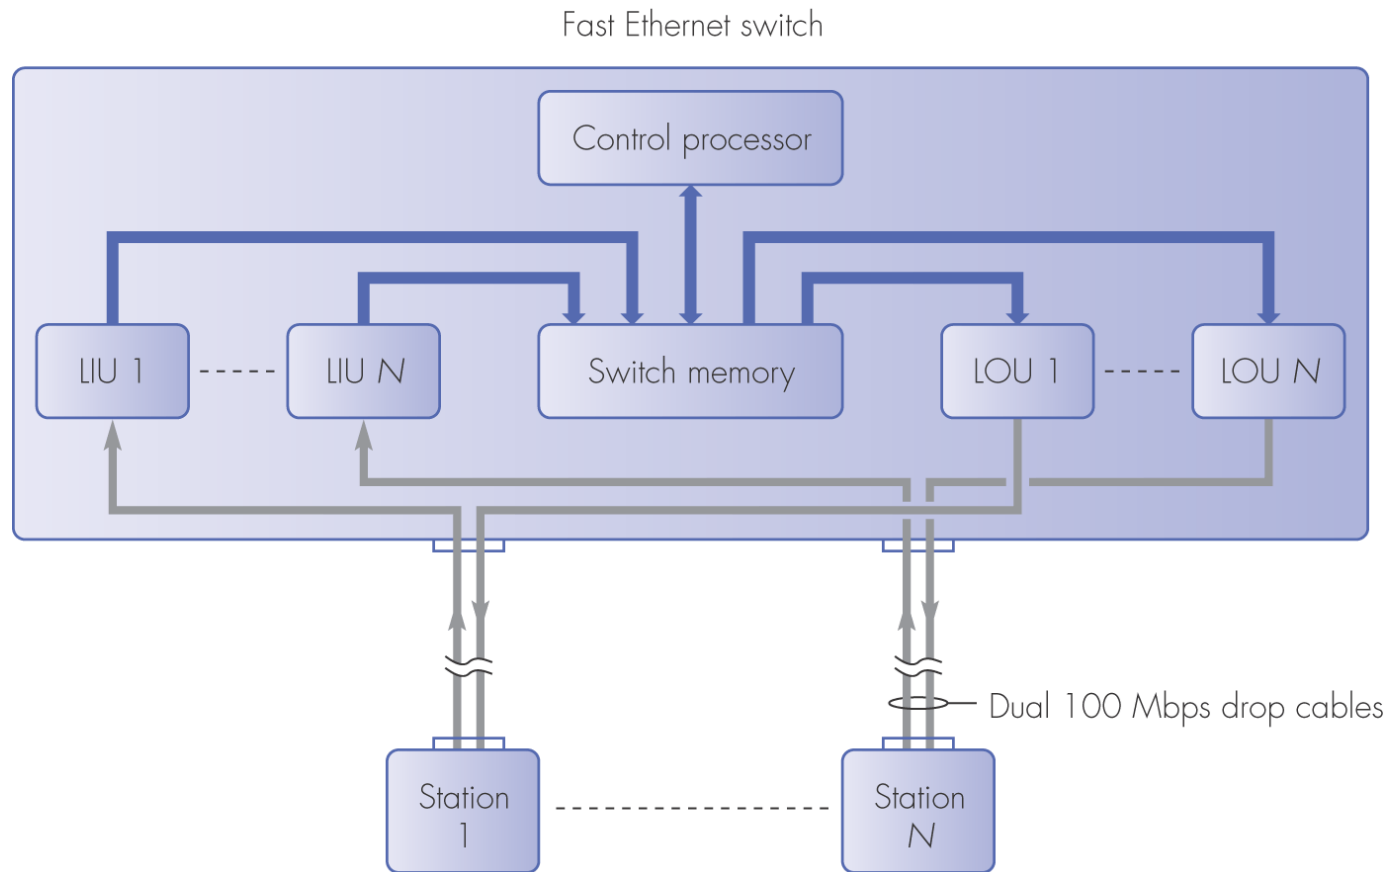 Fast Ethernet switch
Control processor
LIU 1
LIU N
Switch memory
LOU 1
LOU N
Dual 100 Mbps drop cables
Station
1
Station
N